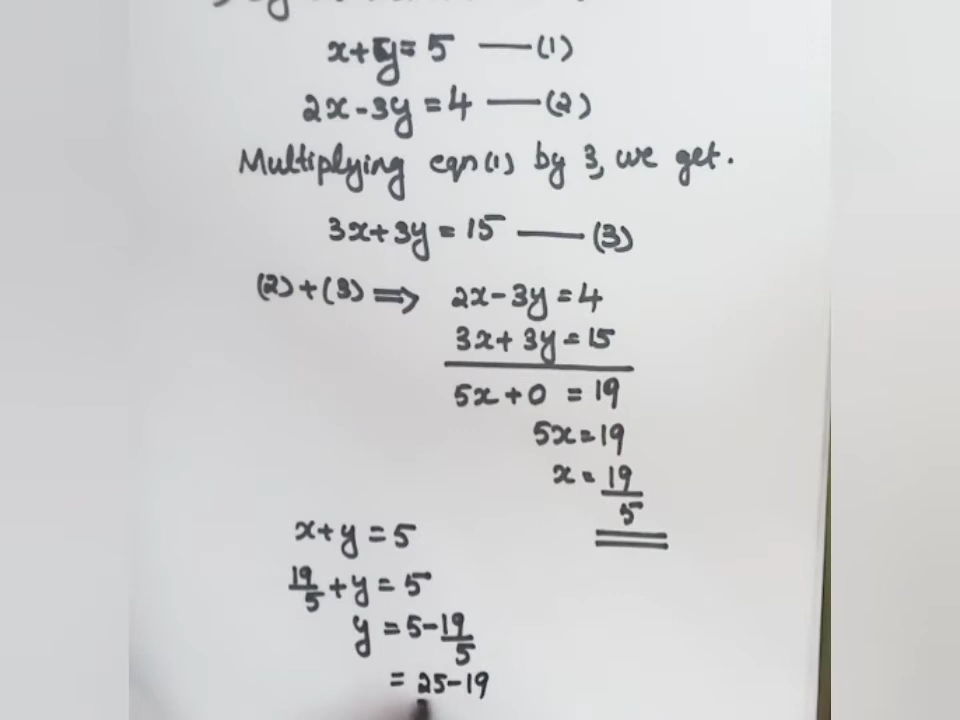 x+y=5 —(1)
2x-3y=4 —(2)
Multiplying eqn(1) by 3, we get.
3x+3y=15 —(3)
(2)+(3)⟹ 2x-3y=4
3x+3y=15
5x+0=19
5x=19
x=19/5
x+y=5
19/5+y=5
y=5-19/5
=25-19